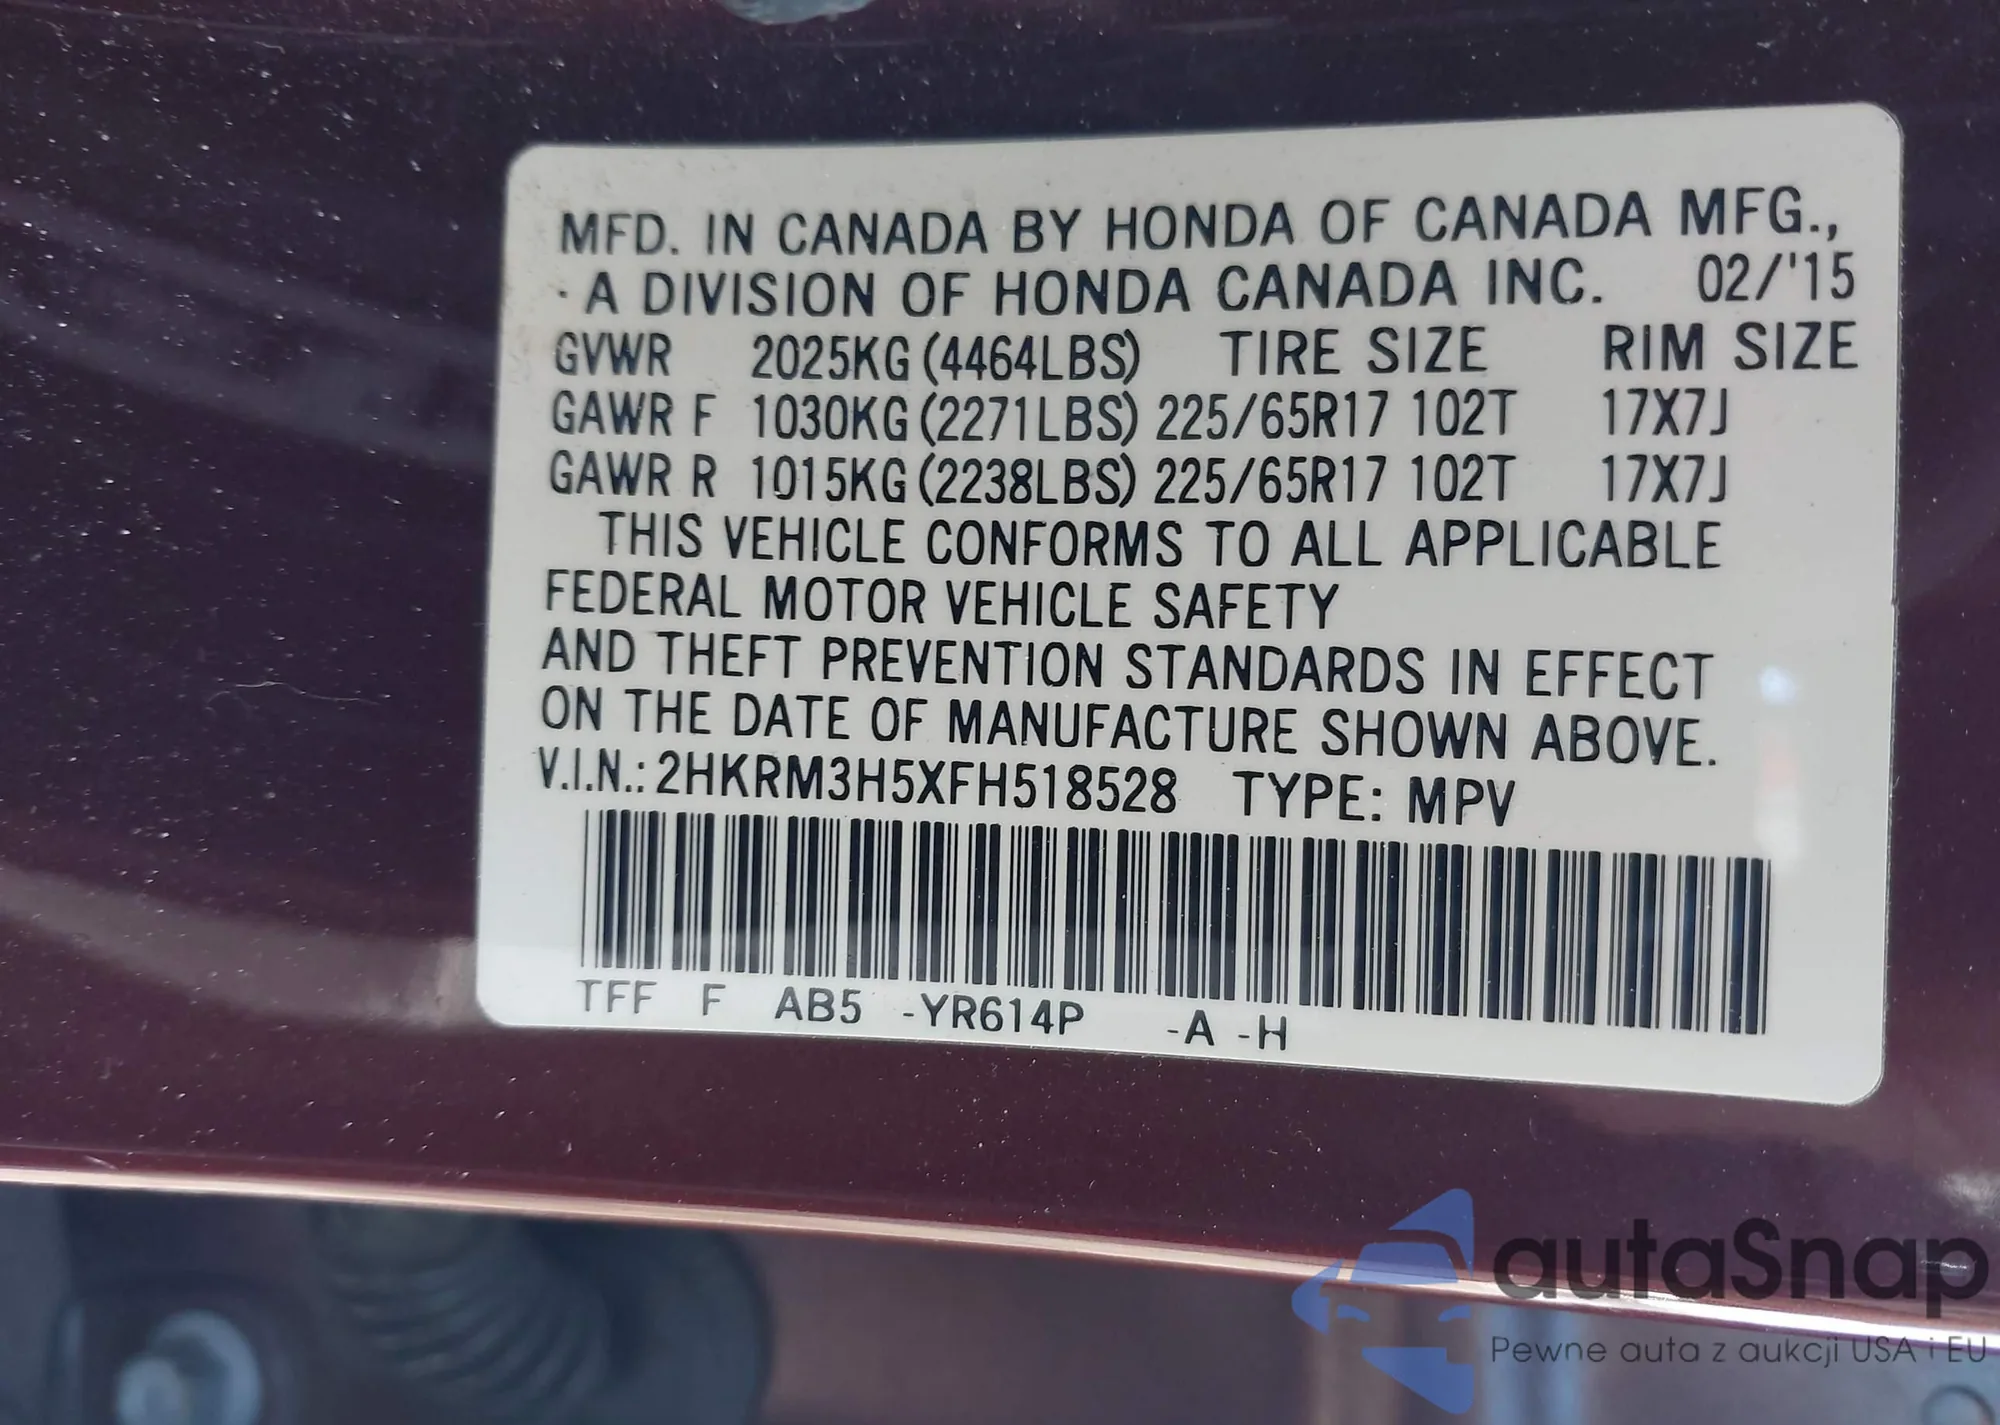 MFD. IN CANADA BY HONDA OF CANADA MFG.,
A DIVISION OF HONDA CANADA INC. 02/'15
GVWR 2025KG (4464LBS) TIRE SIZE RIM SIZE
GAWR F 1030KG (2271LBS) 225/65R17 102T 17X7J
GAWR R 1015KG (2238LBS) 225/65R17 102T 17X7J
THIS VEHICLE CONFORMS TO ALL APPLICABLE
FEDERAL MOTOR VEHICLE SAFETY
AND THEFT PREVENTION STANDARDS IN EFFECT
ON THE DATE OF MANUFACTURE SHOWN ABOVE.
V.I.N.: 2HKRM3H5XFH518528 TYPE: MPV
TFF F AB5 -YR614P -A -H
autaSnap
Pewne auta z aukcji USA i EU